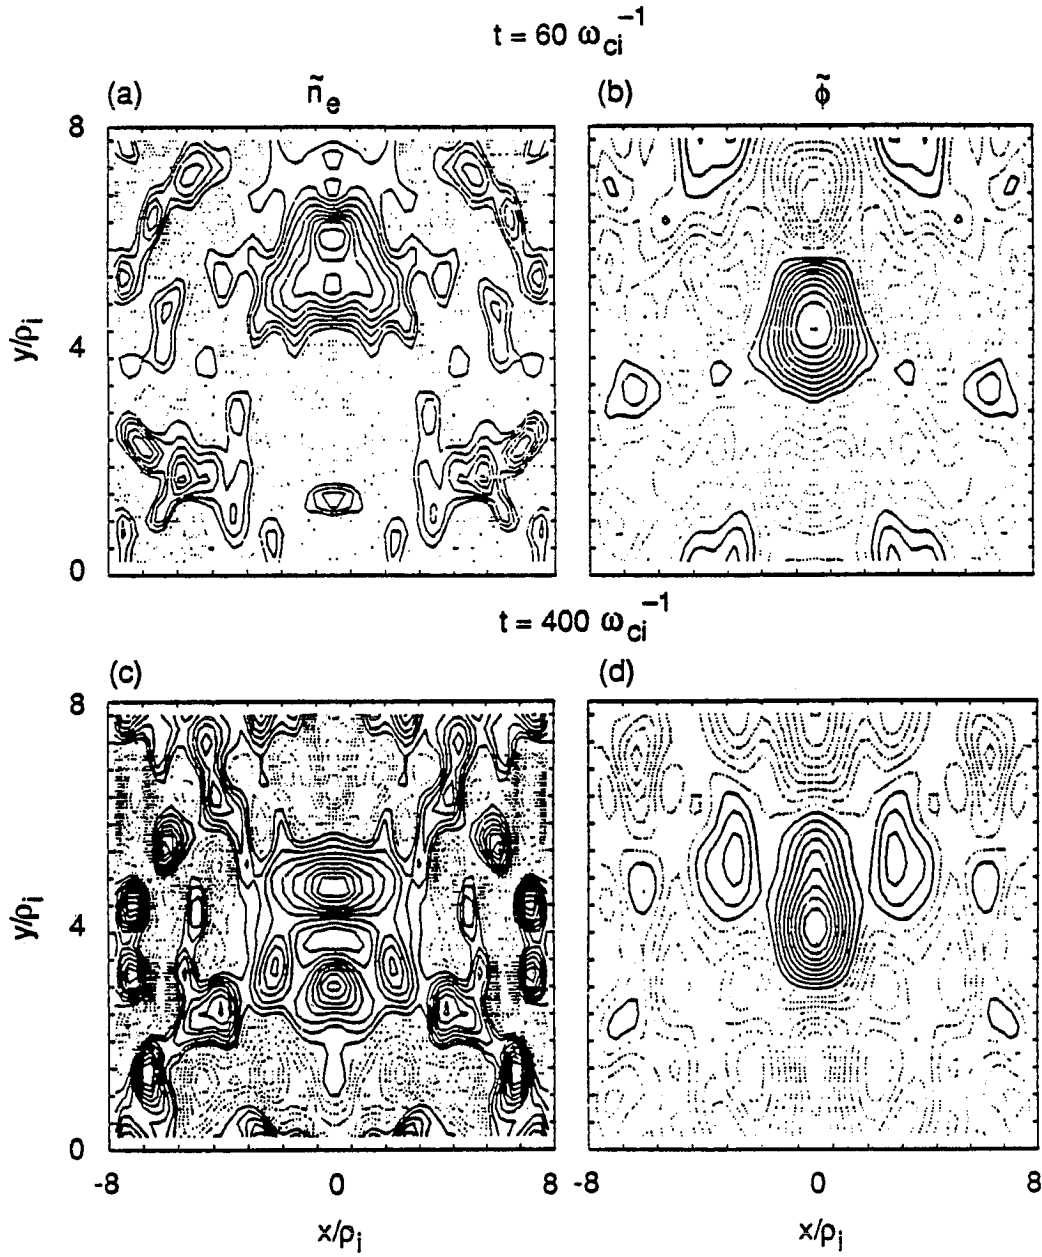 t = 60 ω_ci^−1
(a) ñ_e (b) φ̃
8
y/ρ_i
4
0
t = 400 ω_ci^−1
(c) (d)
8
y/ρ_i
4
0
-8 0 8 -8 0 8
x/ρ_i x/ρ_i